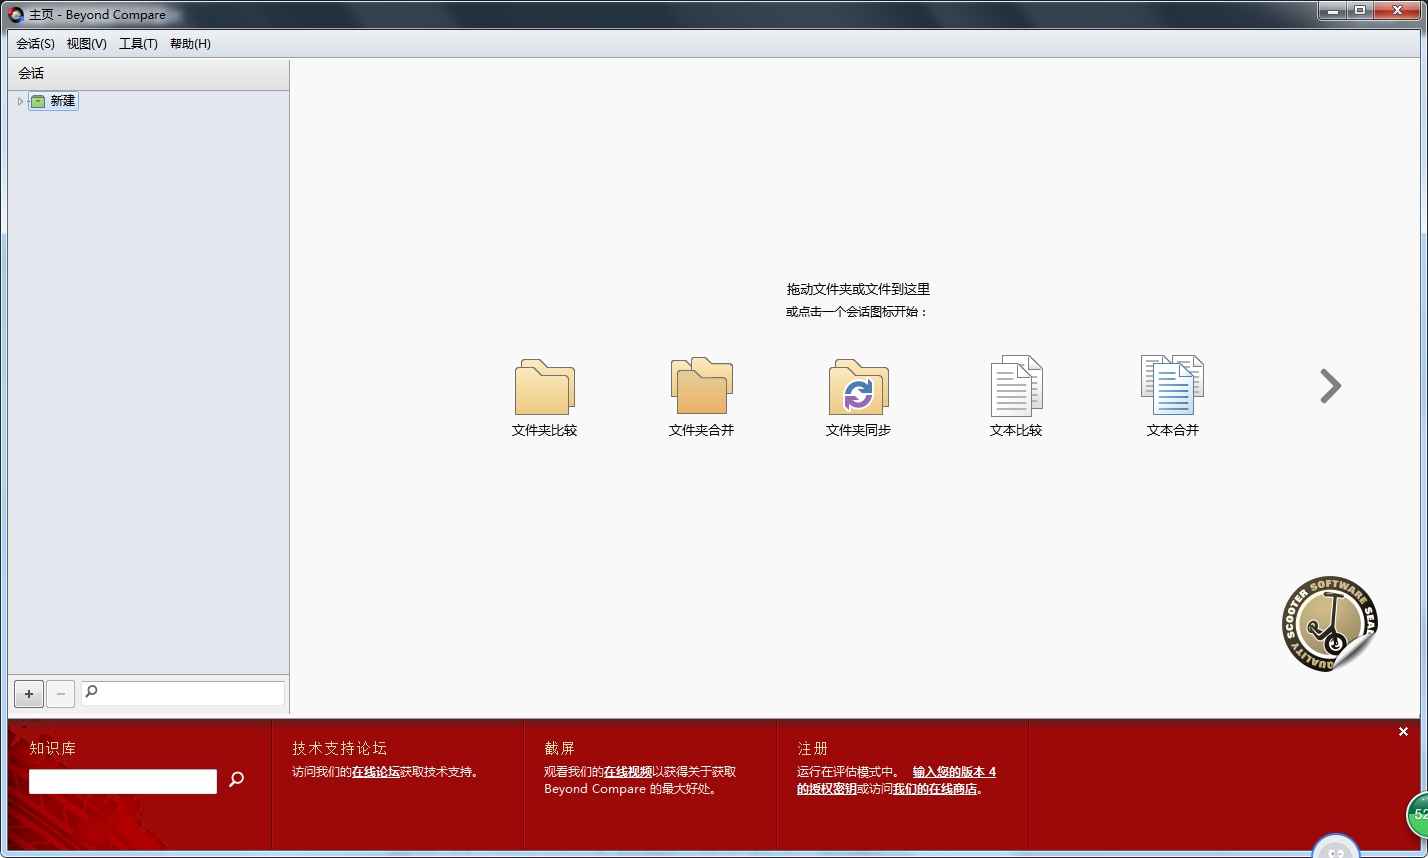 主页 - Beyond Compare
会话(S) 视图(V) 工具(T) 帮助(H)
会话
新建
拖动文件夹或文件到这里
或点击一个会话图标开始：
文件夹比较
文件夹合并
文件夹同步
文本比较
文本合并
SCOOTER SOFTWARE SEAL
QUALITY
知识库
技术支持论坛
访问我们的在线论坛获取技术支持。
截屏
观看我们的在线视频以获得关于获取
Beyond Compare 的最大好处。
注册
运行在评估模式中。 输入您的版本 4
的授权密钥或访问我们的在线商店。
52